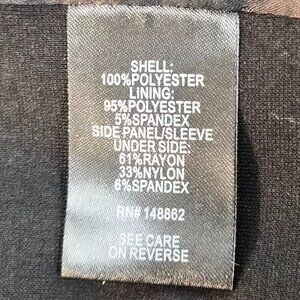 SHELL:
100%POLYESTER
LINING:
95%POLYESTER
5%SPANDEX
SIDE PANEL/SLEEVE
UNDER SIDE:
61%RAYON
33%NYLON
6%SPANDEX
RN# 148862
SEE CARE
ON REVERSE